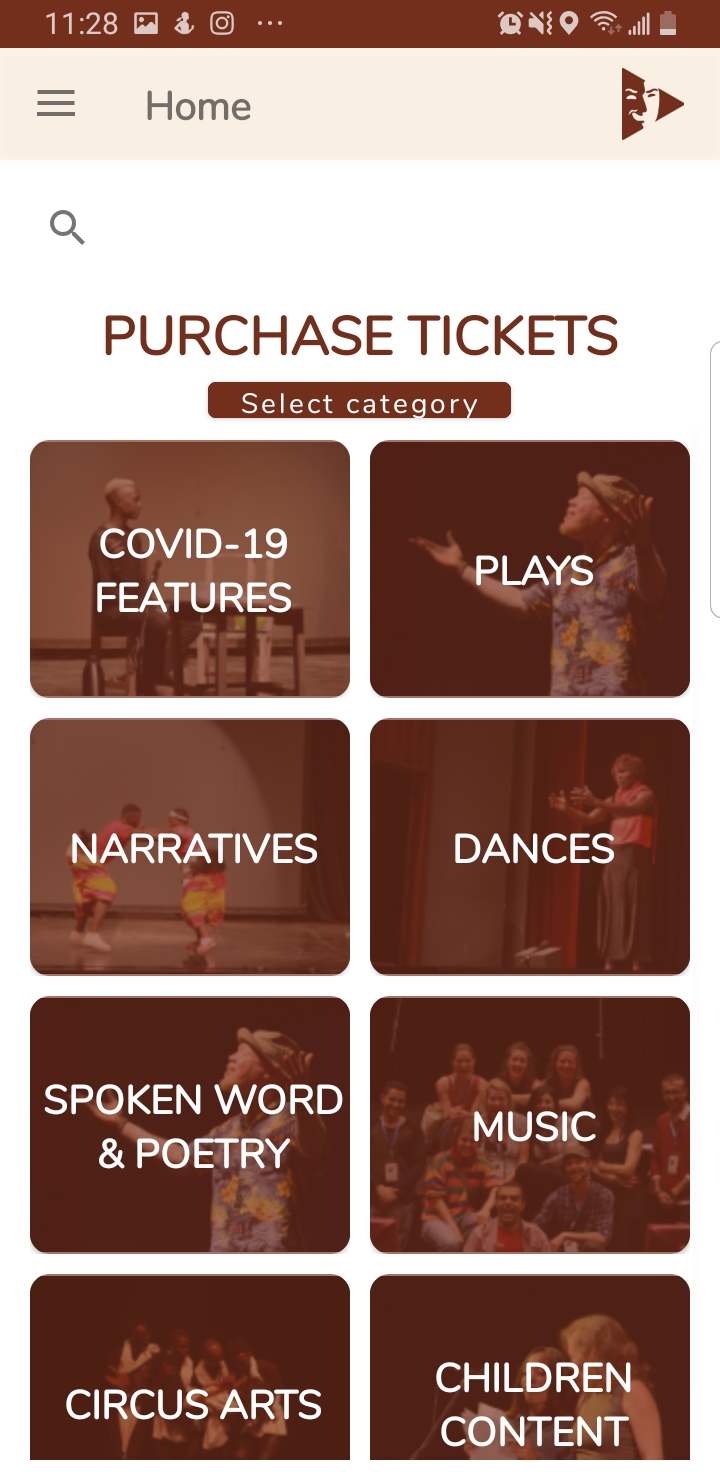 11:28
Home
PURCHASE TICKETS
Select category
COVID-19
FEATURES
PLAYS
NARRATIVES
DANCES
SPOKEN WORD
& POETRY
MUSIC
CIRCUS ARTS
CHILDREN
CONTENT